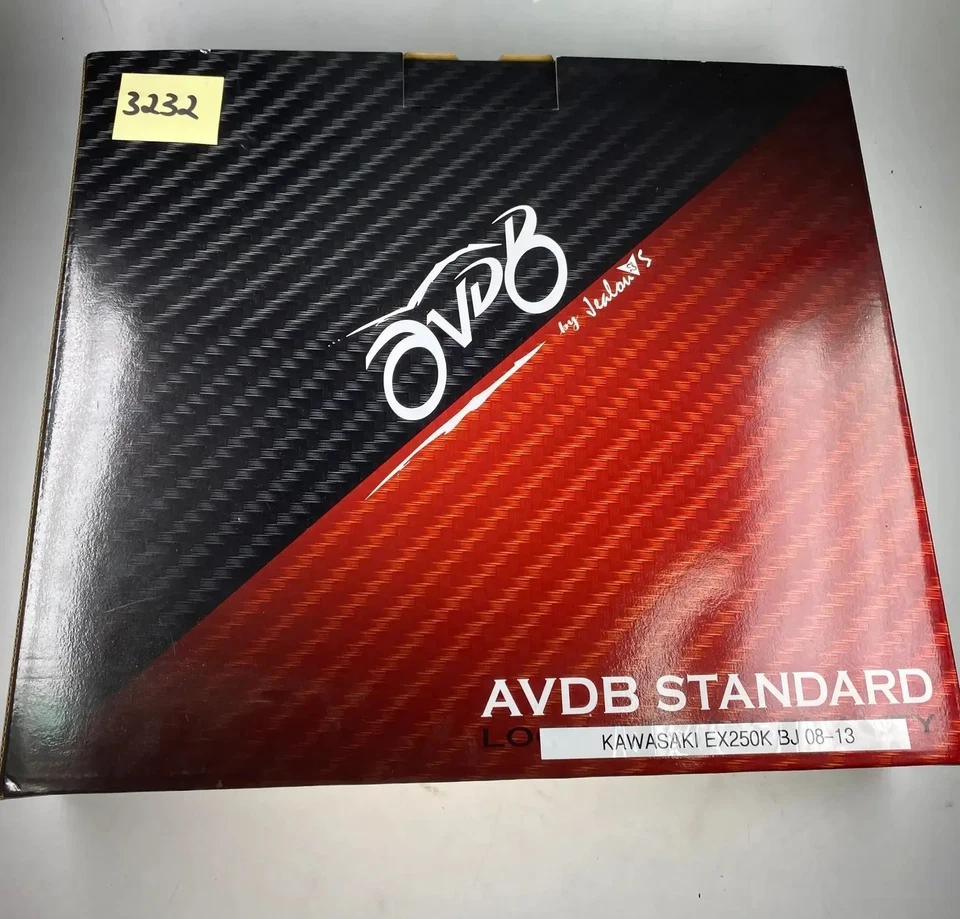 3232
AVDB
by JealouS
AVDB STANDARD
KAWASAKI EX250K BJ 08-13